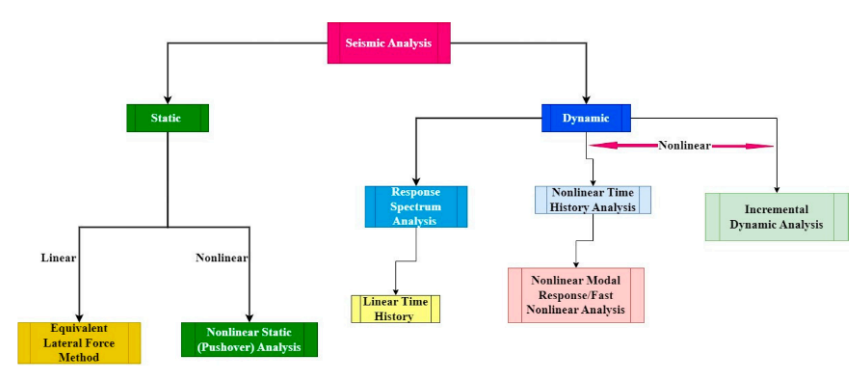 Seismic Analysis
Static
Dynamic
Nonlinear
Response
Spectrum
Analysis
Nonlinear Time
History Analysis
Incremental
Dynamic Analysis
Linear
Nonlinear
Linear Time
History
Nonlinear Modal
Response/Fast
Nonlinear Analysis
Equivalent
Lateral Force
Method
Nonlinear Static
(Pushover) Analysis